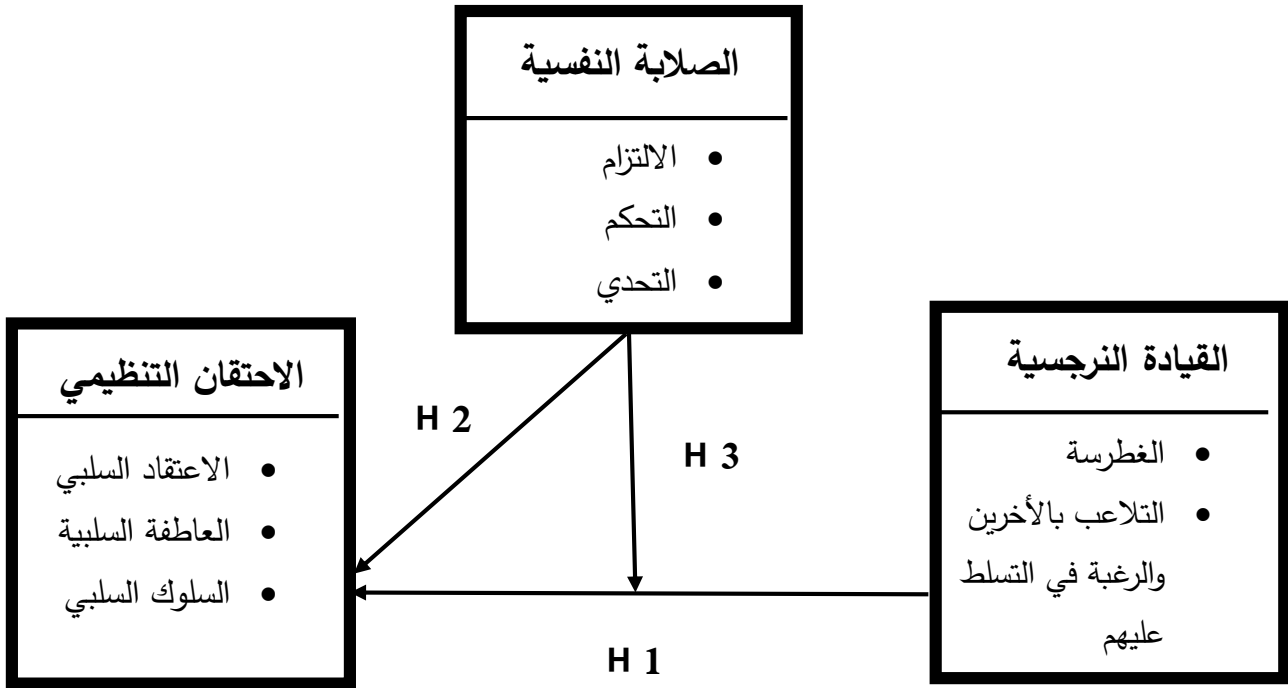 الصلابة النفسية
• الالتزام
• التحكم
• التحدي
القيادة النرجسية
• الغطرسة
• التلاعب بالأخرين
والرغبة في التسلط
عليهم
الاحتقان التنظيمي
• الاعتقاد السلبي
• العاطفة السلبية
• السلوك السلبي
H 2
H 3
H 1